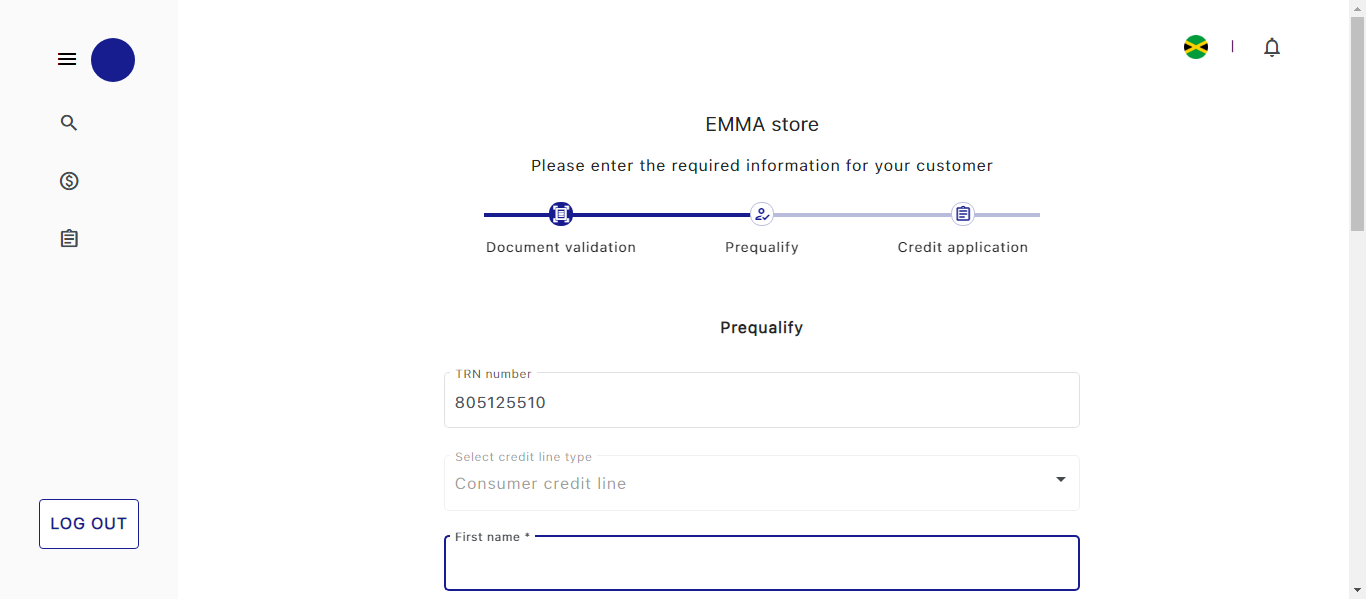 EMMA store
Please enter the required information for your customer
Document validation
Prequalify
Credit application
Prequalify
TRN number
805125510
Select credit line type
Consumer credit line
First name *
LOG OUT